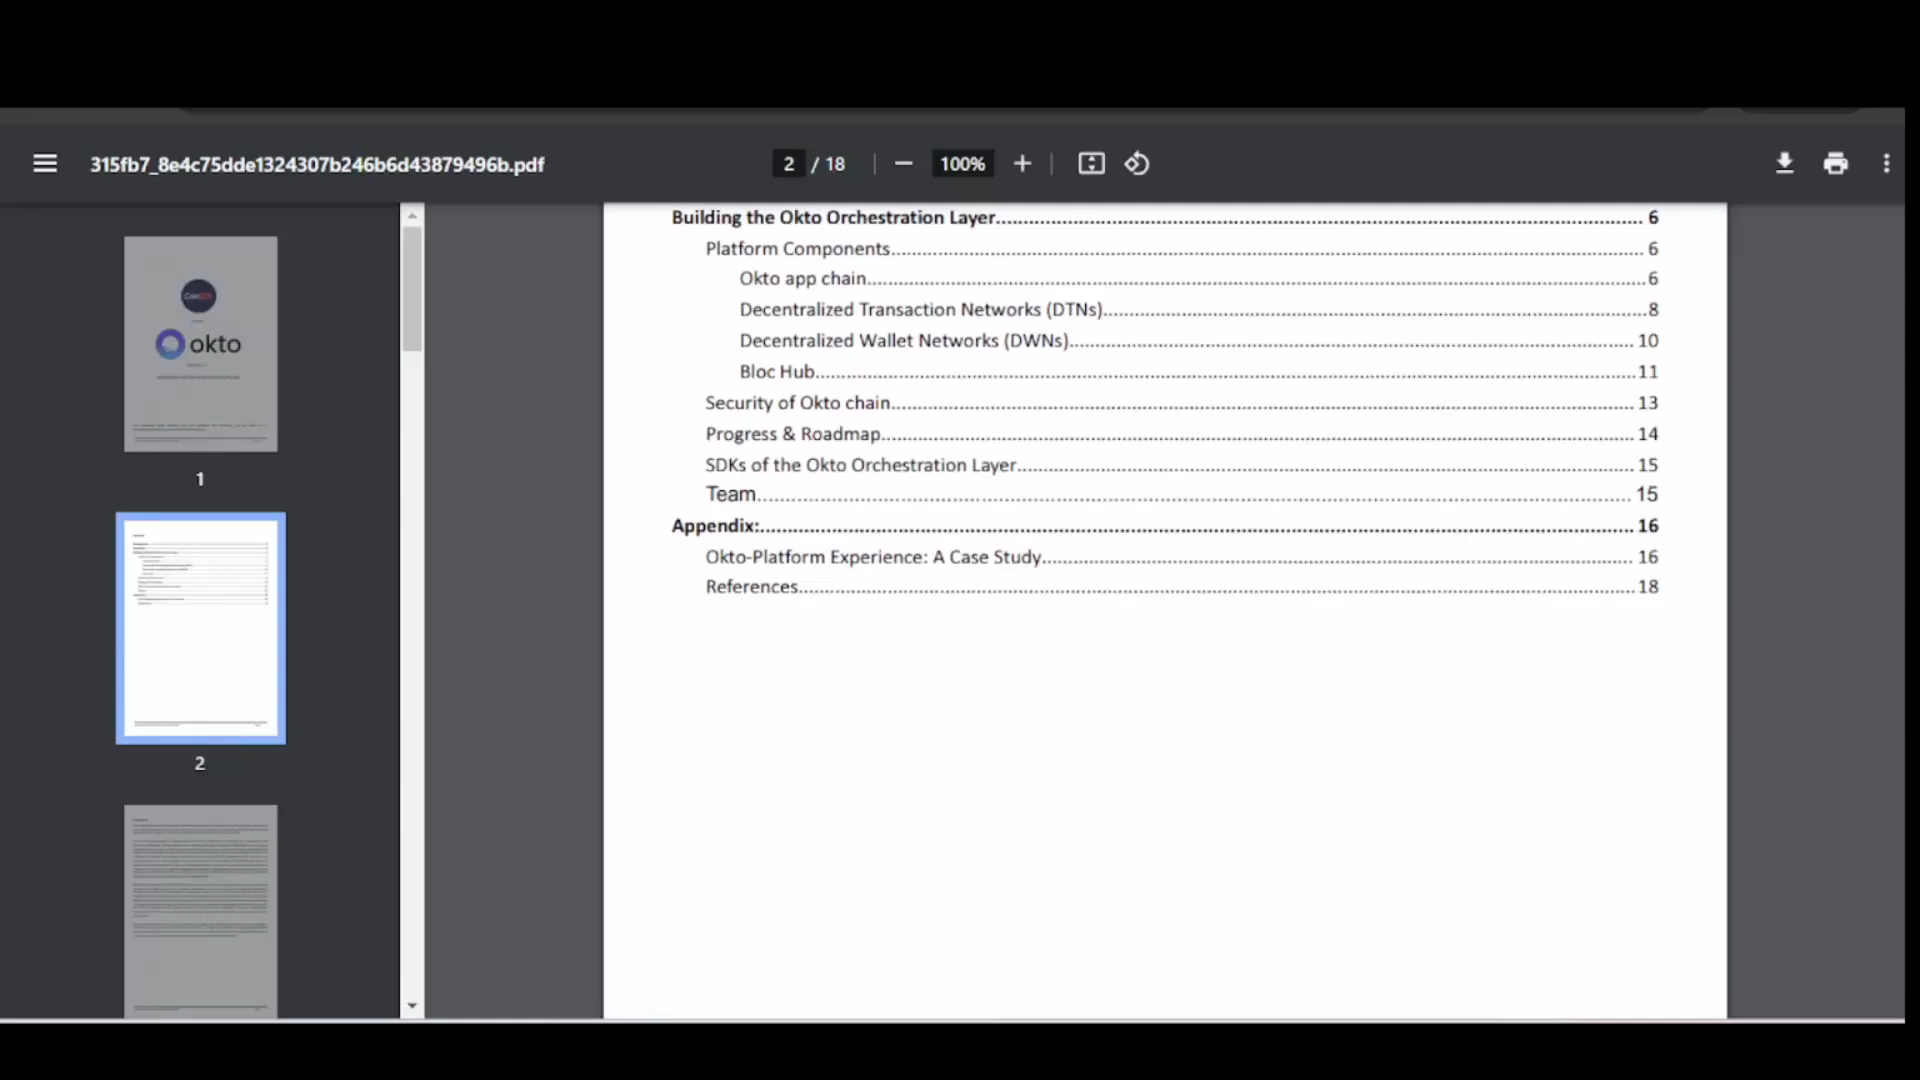 315fb7_8e4c75dde1324307b246b6d43879496b.pdf
2 / 18
100%
Building the Okto Orchestration Layer 6
Platform Components 6
Okto app chain 6
Decentralized Transaction Networks (DTNs) 8
Decentralized Wallet Networks (DWNs) 10
Bloc Hub 11
Security of Okto chain 13
Progress & Roadmap 14
SDKs of the Okto Orchestration Layer 15
Team 15
Appendix: 16
Okto-Platform Experience: A Case Study 16
References 18
okto
1
2